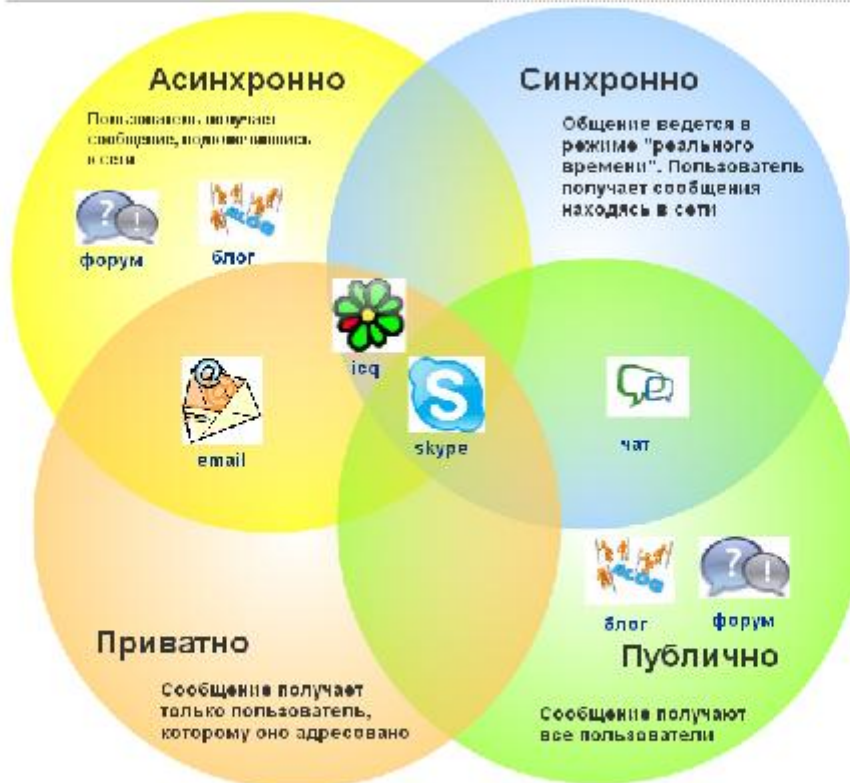 Асинхронно
Пользователь получает
сообщение, подключившись
к сети
форум
блог
Синхронно
Общение ведется в
режиме "реального
времени". Пользователь
получает сообщения
находясь в сети
icq
email
skype
чат
блог
форум
Приватно
Сообщение получает
только пользователь,
которому оно адресовано
Публично
Сообщение получают
все пользователи